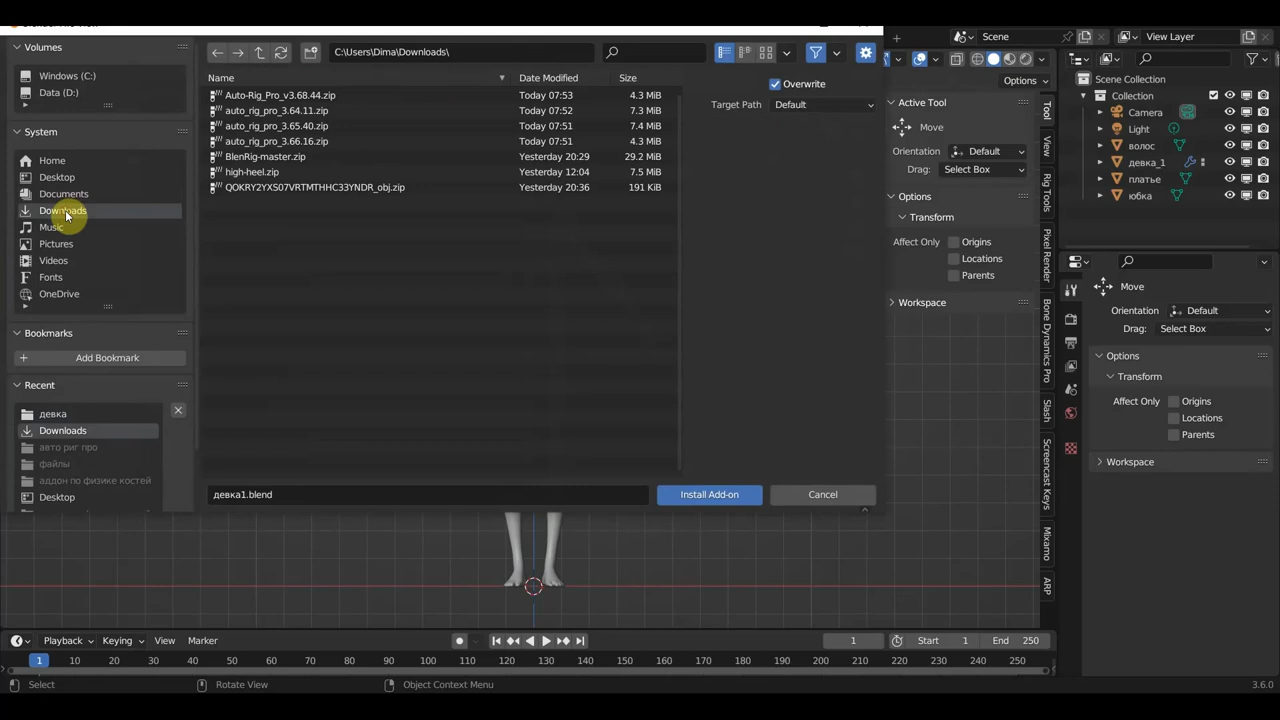 Volumes
Windows (C:)
Data (D:)
System
Home
Desktop
Documents
Downloads
Music
Pictures
Videos
Fonts
OneDrive
Bookmarks
Add Bookmark
Recent
девка
Downloads
авто риг про
файлы
аддон по физике костей
Desktop
C:\Users\Dima\Downloads\
Name Date Modified Size
Auto-Rig_Pro_v3.68.44.zip Today 07:53 4.3 MiB
auto_rig_pro_3.64.11.zip Today 07:52 7.3 MiB
auto_rig_pro_3.65.40.zip Today 07:51 7.4 MiB
auto_rig_pro_3.66.16.zip Today 07:51 4.3 MiB
BlenRig-master.zip Yesterday 20:29 29.2 MiB
high-heel.zip Yesterday 12:04 7.5 MiB
QOKRY2YXS07VRTMTHHC33YNDR_obj.zip Yesterday 20:36 191 KiB
Overwrite
Target Path Default
девка1.blend
Install Add-on
Cancel
Scene
View Layer
Options
Active Tool
Move
Orientation Default
Drag: Select Box
Options
Transform
Affect Only Origins
Locations
Parents
Workspace
Tool
View
Rig Tools
Pixel Render
Bone Dynamics Pro
Slash
Screencast Keys
Mixamo
ARP
Scene Collection
Collection
Camera
Light
волос
девка_1
платье
юбка
Move
Orientation: Default
Drag: Select Box
Options
Transform
Affect Only Origins
Locations
Parents
Workspace
Playback Keying View Marker
1 Start 1 End 250
1 10 20 30 40 50 60 70 80 90 100 110 120 130 140 150 160 170 180 190 200 210 220 230 240 250
Select Rotate View Object Context Menu 3.6.0